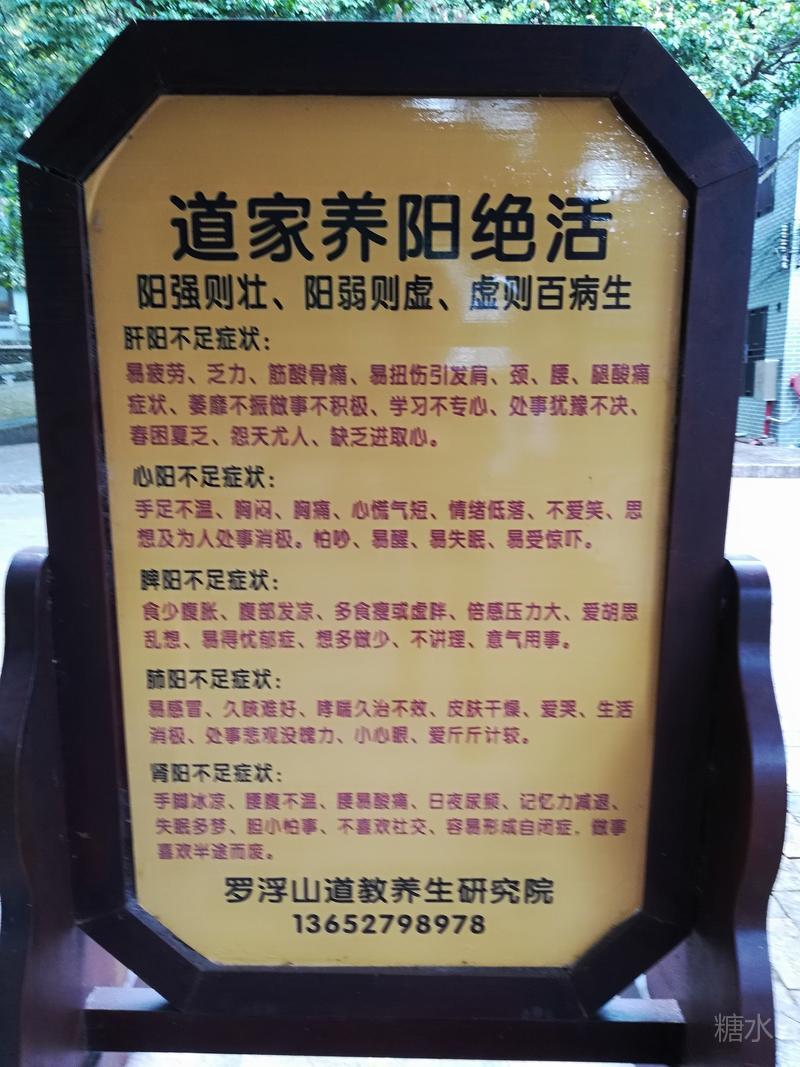 道家养阳绝活
阳强则壮、阳弱则虚、虚则百病生
肝阳不足症状：
易疲劳、乏力、筋酸骨痛、易扭伤引发肩、颈、腰、腿酸痛
症状、萎靡不振做事不积极、学习不专心、处事犹豫不决、
春困夏乏、怨天尤人、缺乏进取心。
心阳不足症状：
手足不温、胸闷、胸痛、心慌气短、情绪低落、不爱笑、思
想及为人处事消极。怕吵、易醒、易失眠、易受惊吓。
脾阳不足症状：
食少腹胀、腹部发凉、多食瘦或虚胖、倍感压力大、爱胡思
乱想、易得忧郁症、想多做少、不讲理、意气用事。
肺阳不足症状：
易感冒、久咳难好、哮喘久治不效、皮肤干燥、爱哭、生活
消极、处事悲观没魄力、小心眼、爱斤斤计较。
肾阳不足症状：
手脚冰凉、腰腹不温、腰易酸痛、日夜尿频、记忆力减退、
失眠多梦、胆小怕事、不喜欢社交、容易形成自闭症，做事
喜欢半途而废。
罗浮山道教养生研究院
13652798978
糖水